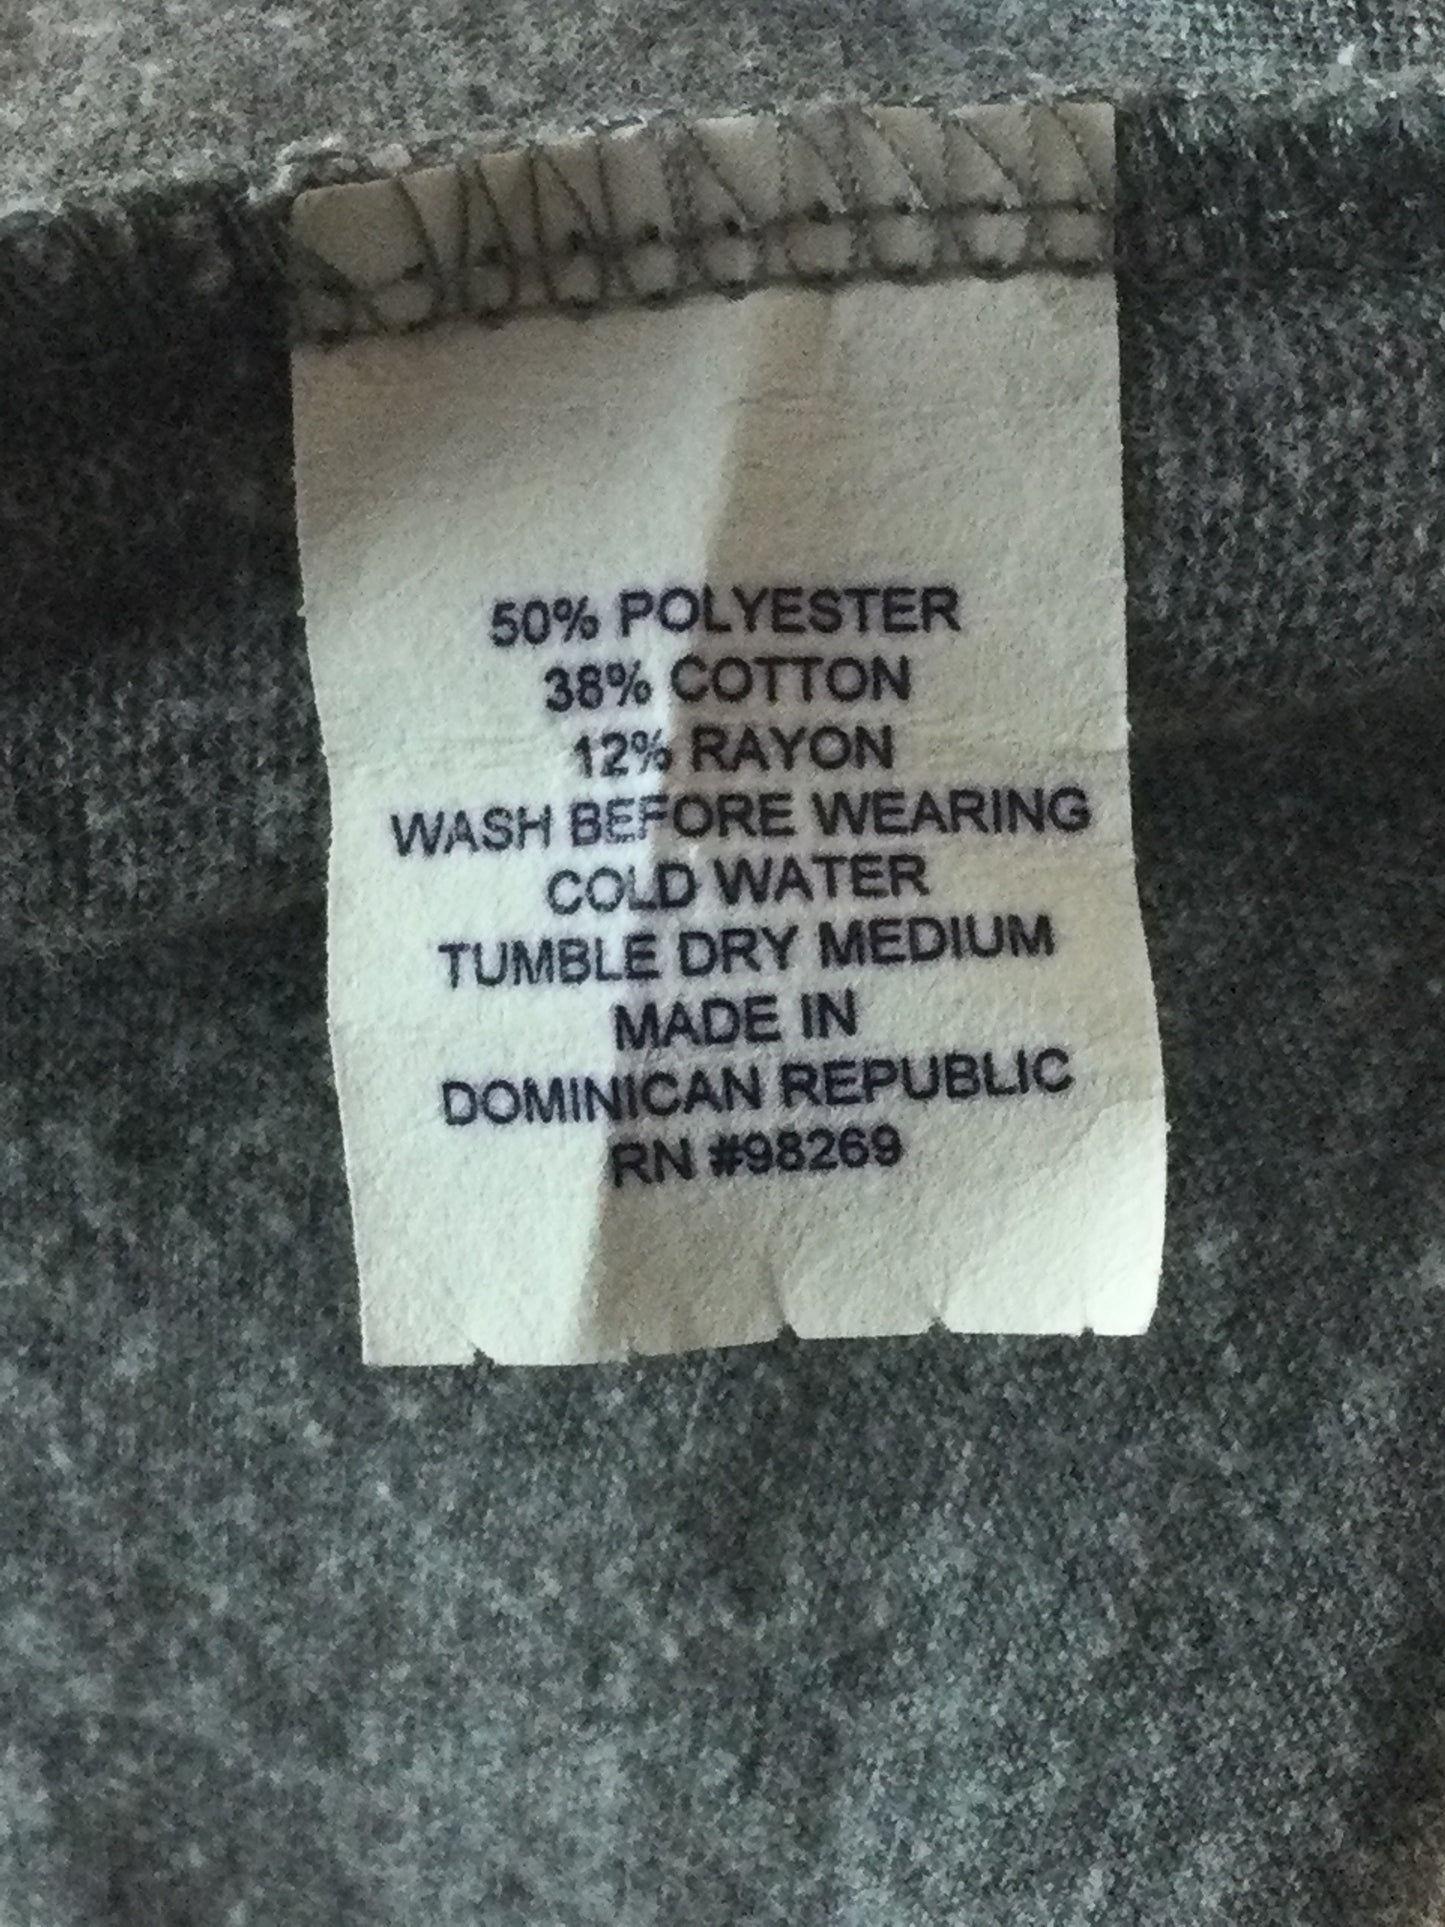 50% POLYESTER
38% COTTON
12% RAYON
WASH BEFORE WEARING
COLD WATER
TUMBLE DRY MEDIUM
MADE IN
DOMINICAN REPUBLIC
RN #98269